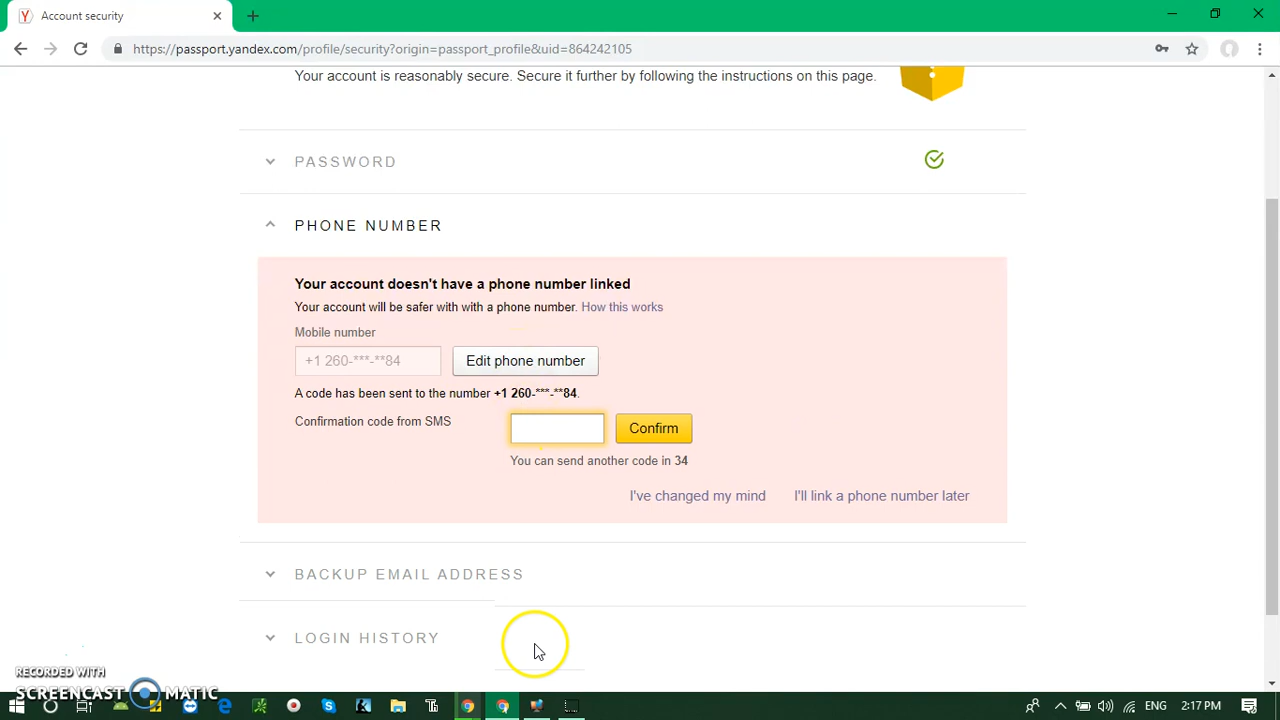 Account security
https://passport.yandex.com/profile/security?origin=passport_profile&uid=864242105
Your account is reasonably secure. Secure it further by following the instructions on this page.
PASSWORD
PHONE NUMBER
Your account doesn't have a phone number linked
Your account will be safer with with a phone number. How this works
Mobile number
+1 260-***-**84
Edit phone number
A code has been sent to the number +1 260-***-**84.
Confirmation code from SMS
Confirm
You can send another code in 34
I've changed my mind
I'll link a phone number later
BACKUP EMAIL ADDRESS
LOGIN HISTORY
RECORDED WITH
SCREENCAST MATIC
ENG
2:17 PM